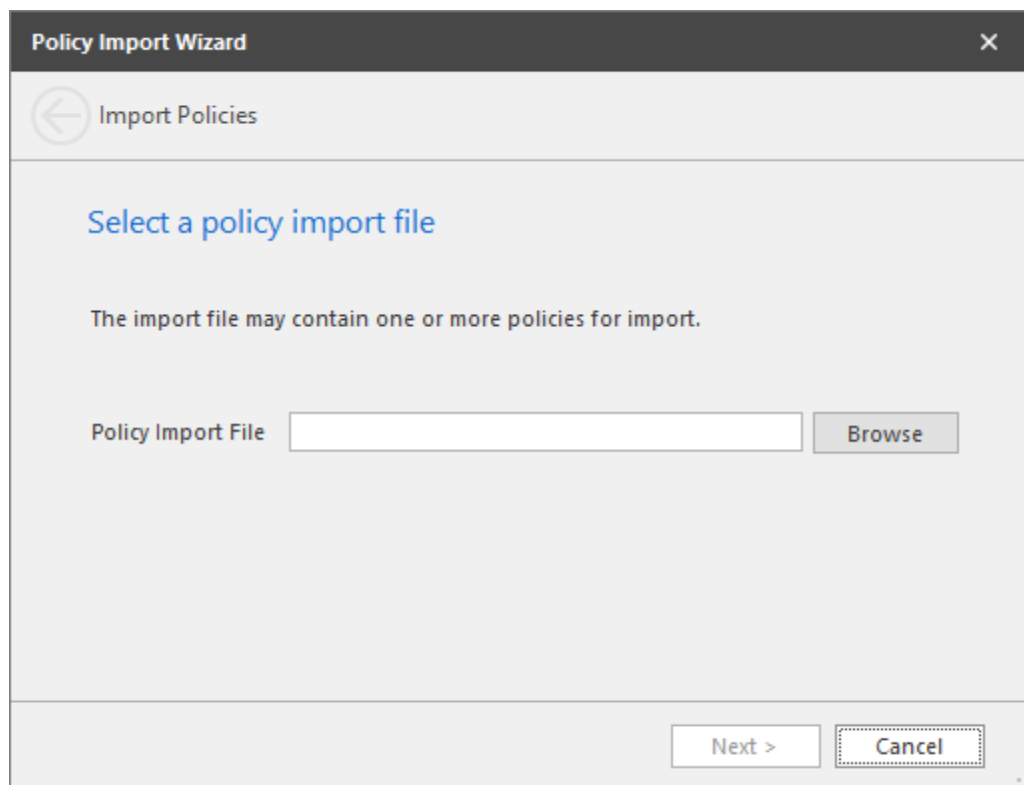 Policy Import Wizard
Import Policies
Select a policy import file
The import file may contain one or more policies for import.
Policy Import File
Browse
Next >
Cancel